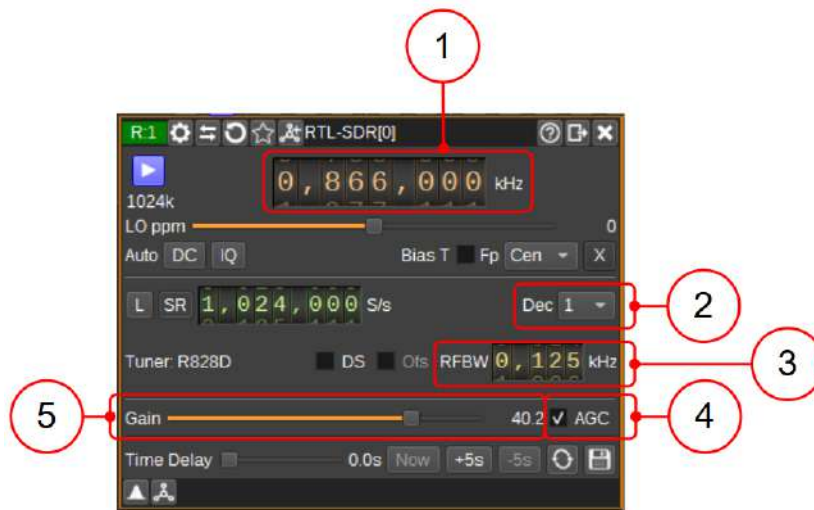 1
R:1 RTL-SDR[0]
0,866,000 kHz
1024k
LO ppm 0
Auto DC IQ Bias T Fp Cen X
L SR 1,024,000 S/s Dec 1 2
Tuner: R828D DS Ofs RFBW 0,125 kHz 3
5 Gain 40.2 AGC 4
Time Delay 0.0s Now +5s -5s